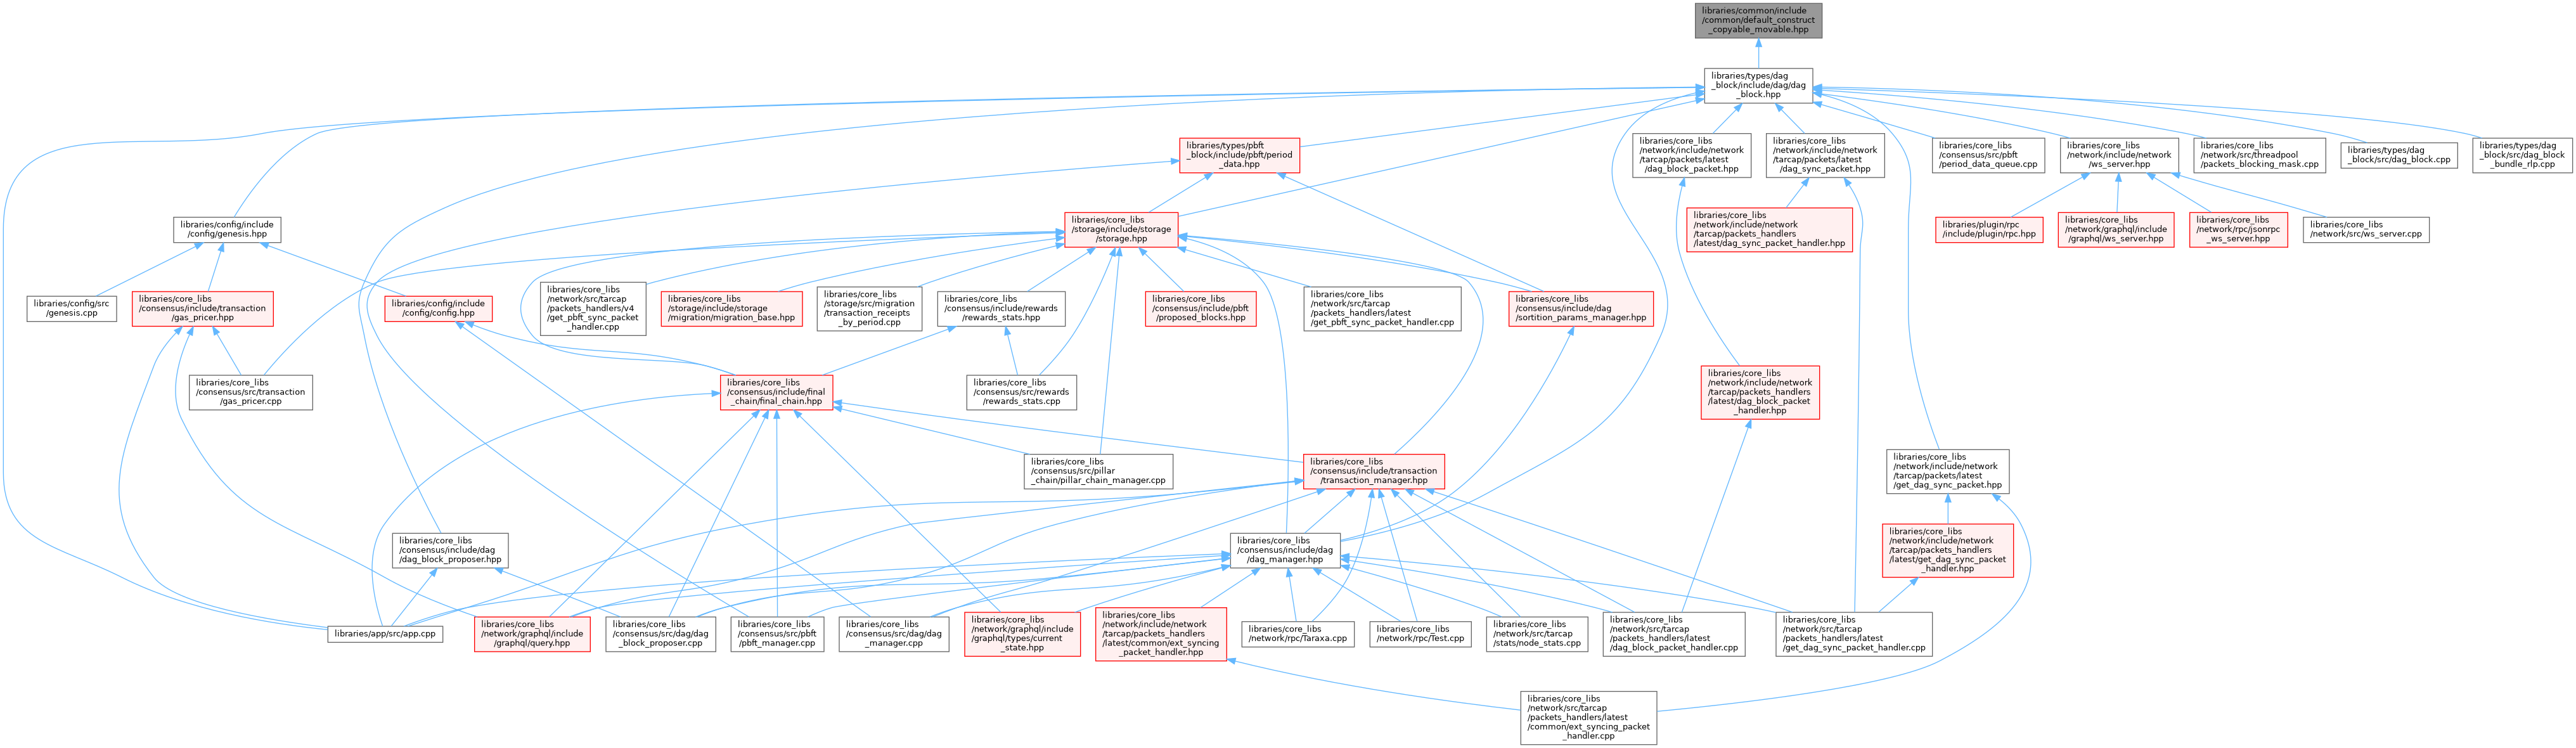 libraries/common/include
/common/default_construct
_copyable_movable.hpp
libraries/types/dag
_block/include/dag/dag
_block.hpp
libraries/types/pbft
_block/include/pbft/period
_data.hpp
libraries/core_libs
/network/include/network
/tarcap/packets/latest
/dag_block_packet.hpp
libraries/core_libs
/network/include/network
/tarcap/packets/latest
/dag_sync_packet.hpp
libraries/core_libs
/consensus/src/pbft
/period_data_queue.cpp
libraries/core_libs
/network/include/network
/ws_server.hpp
libraries/core_libs
/network/src/threadpool
/packets_blocking_mask.cpp
libraries/types/dag
_block/src/dag_block.cpp
libraries/types/dag
_block/src/dag_block
_bundle_rlp.cpp
libraries/config/include
/config/genesis.hpp
libraries/core_libs
/storage/include/storage
/storage.hpp
libraries/core_libs
/network/include/network
/tarcap/packets_handlers
/latest/dag_sync_packet_handler.hpp
libraries/plugin/rpc
/include/plugin/rpc.hpp
libraries/core_libs
/network/graphql/include
/graphql/ws_server.hpp
libraries/core_libs
/network/rpc/jsonrpc
_ws_server.hpp
libraries/core_libs
/network/src/ws_server.cpp
libraries/config/src
/genesis.cpp
libraries/core_libs
/consensus/include/transaction
/gas_pricer.hpp
libraries/config/include
/config/config.hpp
libraries/core_libs
/network/src/tarcap
/packets_handlers/v4
/get_pbft_sync_packet
_handler.cpp
libraries/core_libs
/storage/include/storage
/migration/migration_base.hpp
libraries/core_libs
/storage/src/migration
/transaction_receipts
_by_period.cpp
libraries/core_libs
/consensus/include/rewards
/rewards_stats.hpp
libraries/core_libs
/consensus/include/pbft
/proposed_blocks.hpp
libraries/core_libs
/network/src/tarcap
/packets_handlers/latest
/get_pbft_sync_packet_handler.cpp
libraries/core_libs
/consensus/include/dag
/sortition_params_manager.hpp
libraries/core_libs
/consensus/src/transaction
/gas_pricer.cpp
libraries/core_libs
/consensus/include/final
_chain/final_chain.hpp
libraries/core_libs
/consensus/src/rewards
/rewards_stats.cpp
libraries/core_libs
/network/include/network
/tarcap/packets_handlers
/latest/dag_block_packet
_handler.hpp
libraries/core_libs
/consensus/src/pillar
_chain/pillar_chain_manager.cpp
libraries/core_libs
/consensus/include/transaction
/transaction_manager.hpp
libraries/core_libs
/network/include/network
/tarcap/packets/latest
/get_dag_sync_packet.hpp
libraries/core_libs
/consensus/include/dag
/dag_block_proposer.hpp
libraries/core_libs
/consensus/include/dag
/dag_manager.hpp
libraries/core_libs
/network/include/network
/tarcap/packets_handlers
/latest/get_dag_sync_packet
_handler.hpp
libraries/app/src/app.cpp
libraries/core_libs
/network/graphql/include
/graphql/query.hpp
libraries/core_libs
/consensus/src/dag/dag
_block_proposer.cpp
libraries/core_libs
/consensus/src/pbft
/pbft_manager.cpp
libraries/core_libs
/consensus/src/dag/dag
_manager.cpp
libraries/core_libs
/network/graphql/include
/graphql/types/current
_state.hpp
libraries/core_libs
/network/include/network
/tarcap/packets_handlers
/latest/common/ext_syncing
_packet_handler.hpp
libraries/core_libs
/network/rpc/Taraxa.cpp
libraries/core_libs
/network/rpc/Test.cpp
libraries/core_libs
/network/src/tarcap
/stats/node_stats.cpp
libraries/core_libs
/network/src/tarcap
/packets_handlers/latest
/dag_block_packet_handler.cpp
libraries/core_libs
/network/src/tarcap
/packets_handlers/latest
/get_dag_sync_packet_handler.cpp
libraries/core_libs
/network/src/tarcap
/packets_handlers/latest
/common/ext_syncing_packet
_handler.cpp